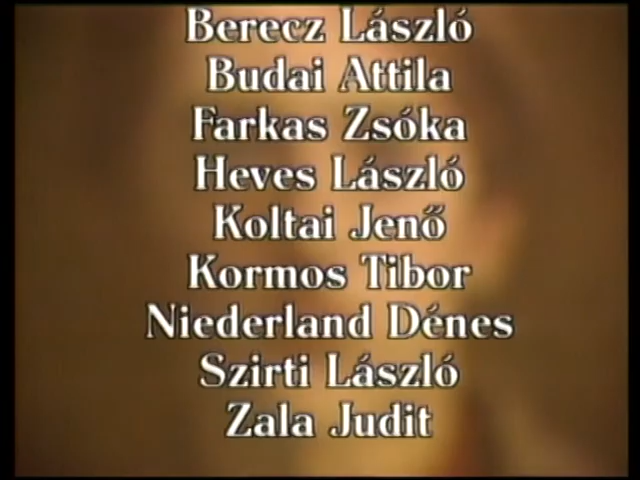 Berecz László
Budai Attila
Farkas Zsóka
Heves László
Koltai Jenő
Kormos Tibor
Niederland Dénes
Szirti László
Zala Judit